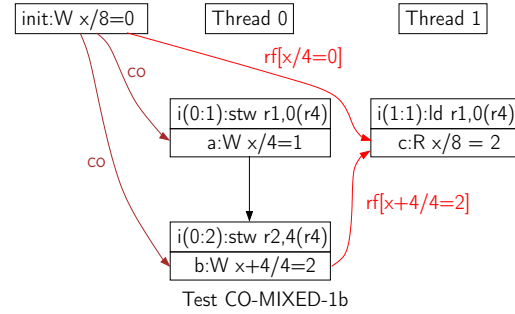 init:W x/8=0
Thread 0
Thread 1
rf[x/4=0]
co
i(0:1):stw r1,0(r4)
a:W x/4=1
i(1:1):ld r1,0(r4)
c:R x/8 = 2
co
rf[x+4/4=2]
i(0:2):stw r2,4(r4)
b:W x+4/4=2
Test CO-MIXED-1b